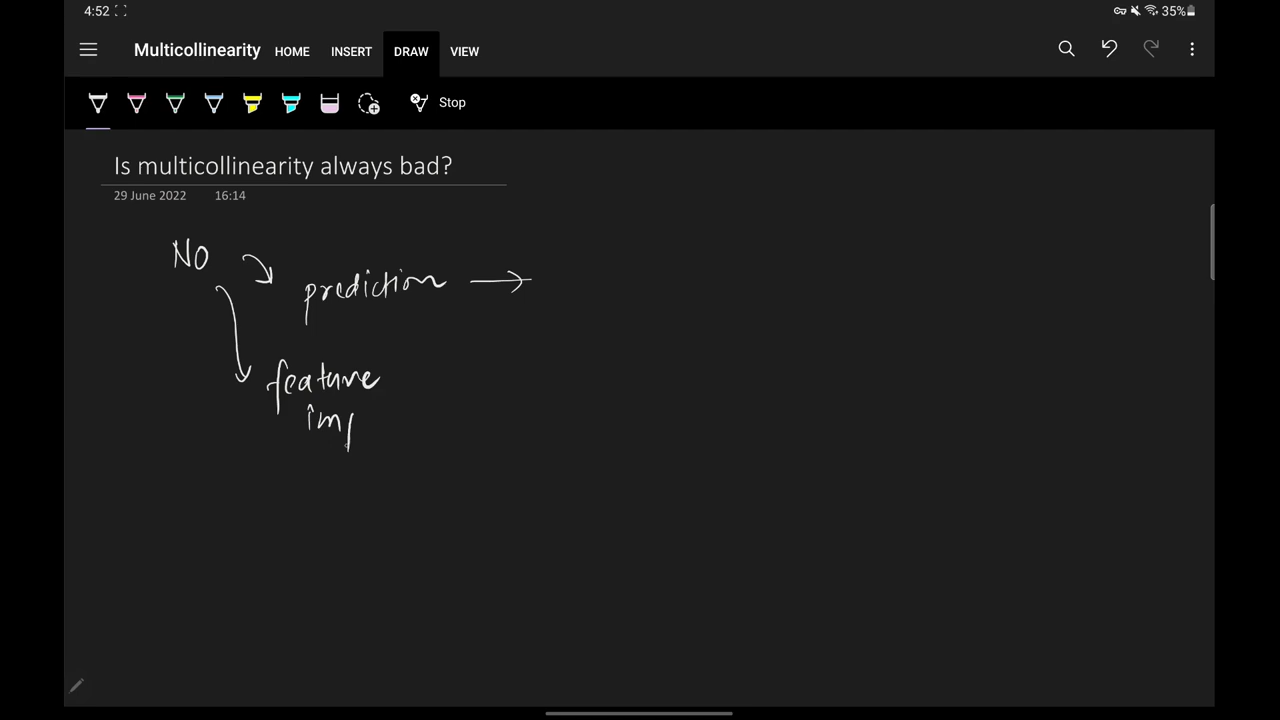 4:52
35%
Multicollinearity HOME INSERT DRAW VIEW
Stop
Is multicollinearity always bad?
29 June 2022 16:14
NO
prediction
feature
imp